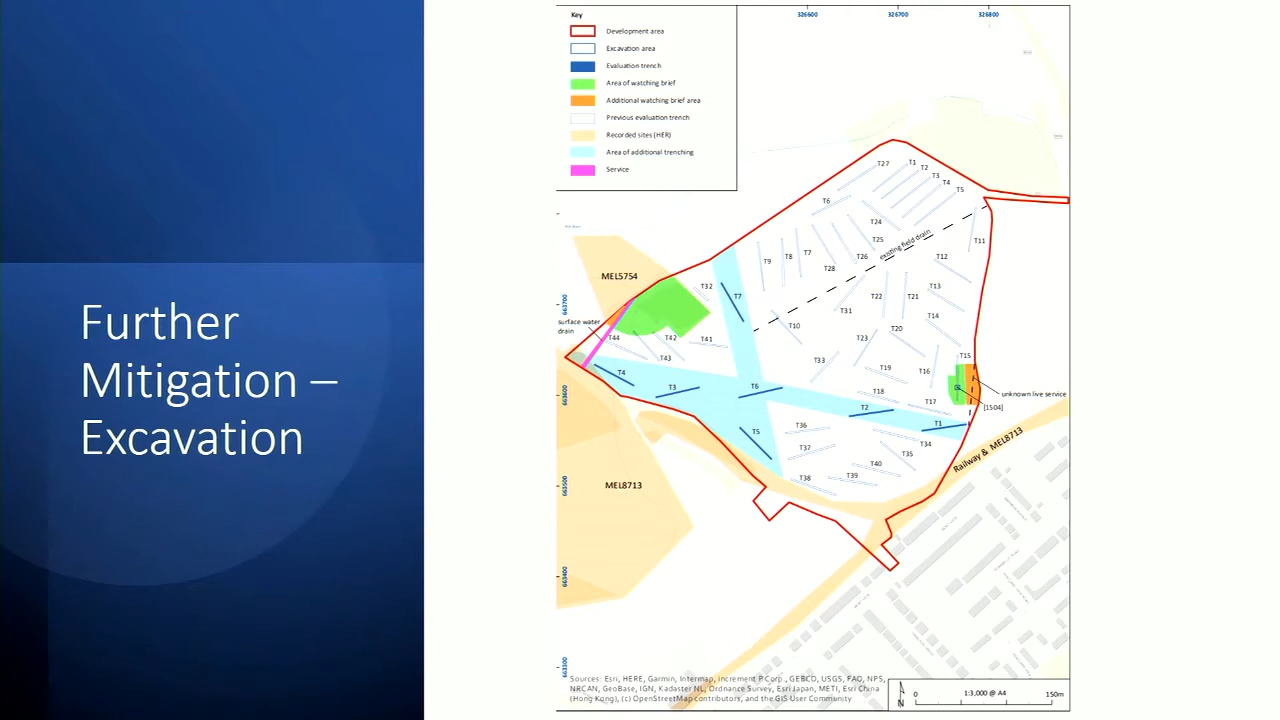 Further
Mitigation –
Excavation
Key
Development area
Excavation area
Evaluation trench
Area of watching brief
Additional watching brief area
Previous evaluation trench
Recorded sites (HER)
Area of additional trenching
Service
326600
326700
326800
T27
T1
T2
T3
T4
T5
T6
T24
T25
T26
existing field drain
T11
T9
T8
T7
T28
T12
MEL5754
T32
T7
T22
T21
T13
663700
surface water
drain
T31
T14
T10
T20
T44
T42
T41
T23
T43
T33
T15
T4
T19
T16
T3
T6
T18
unknown live service
663600
T2
T17
[1504]
T5
T36
T1
T37
T34
T35
Railway & MEL8713
T40
T38
T39
MEL8713
663500
663400
663300
Sources: Esri, HERE, Garmin, Intermap, increment P Corp., GEBCO, USGS, FAO, NPS,
NRCAN, GeoBase, IGN, Kadaster NL, Ordnance Survey, Esri Japan, METI, Esri China
(Hong Kong), (c) OpenStreetMap contributors, and the GIS User Community
N
0
1:3,000 @ A4
150m